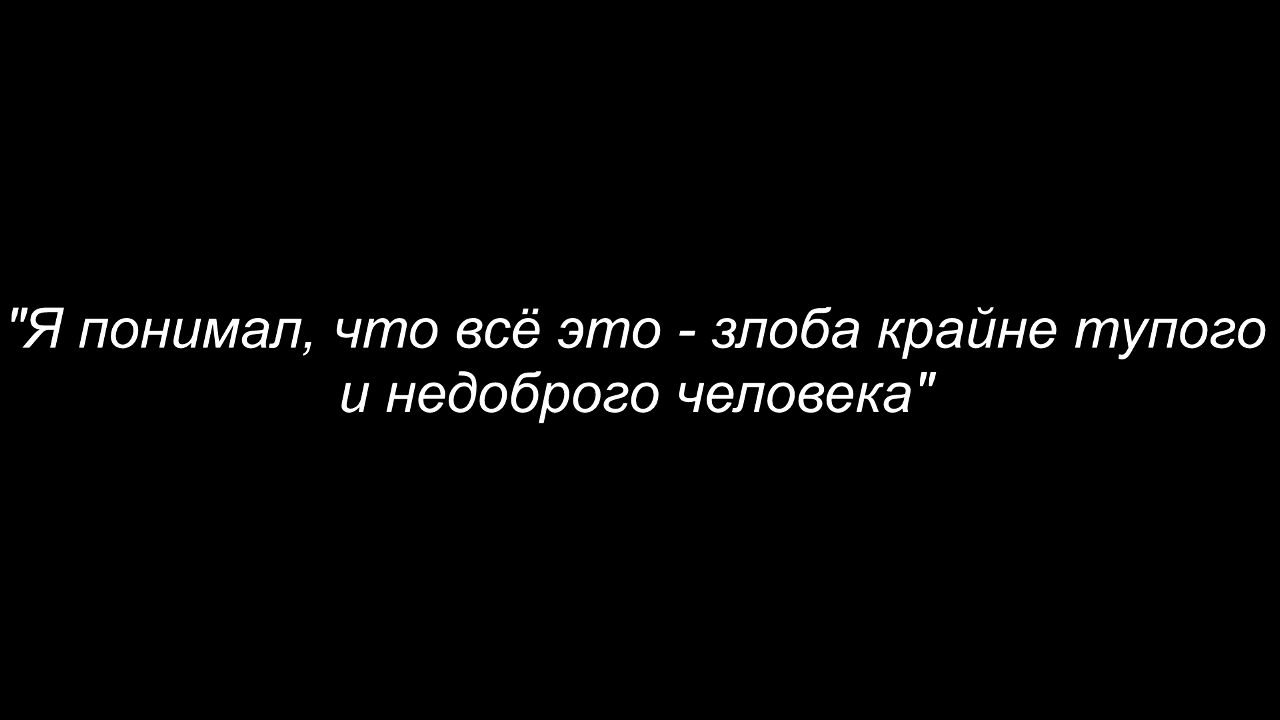 "Я понимал, что всё это - злоба крайне тупого
и недоброго человека"